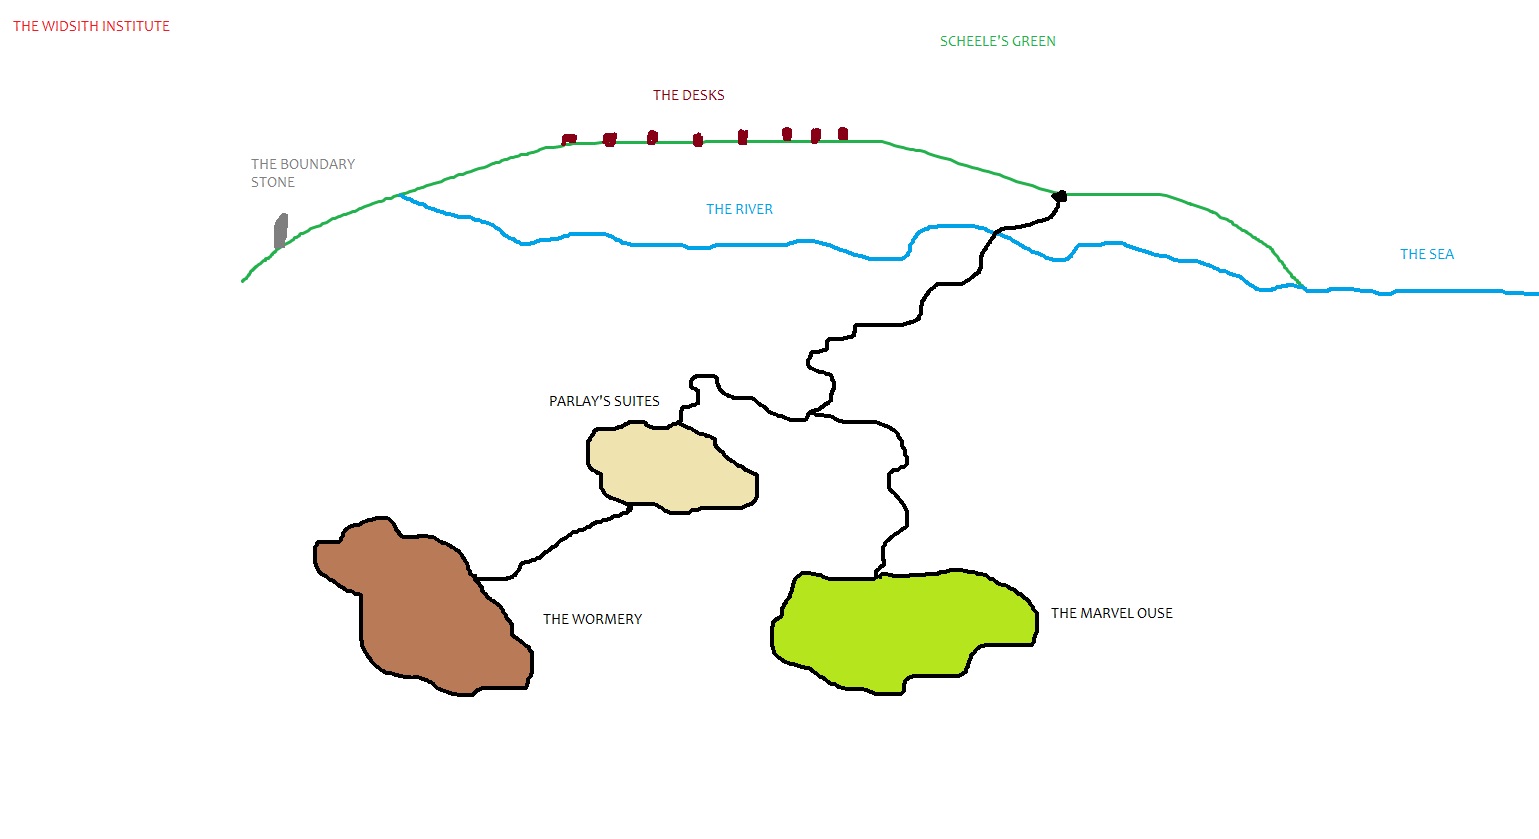 THE WIDSITH INSTITUTE
SCHEELE'S GREEN
THE DESKS
THE BOUNDARY
STONE
THE RIVER
THE SEA
PARLAY'S SUITES
THE WORMERY
THE MARVEL OUSE